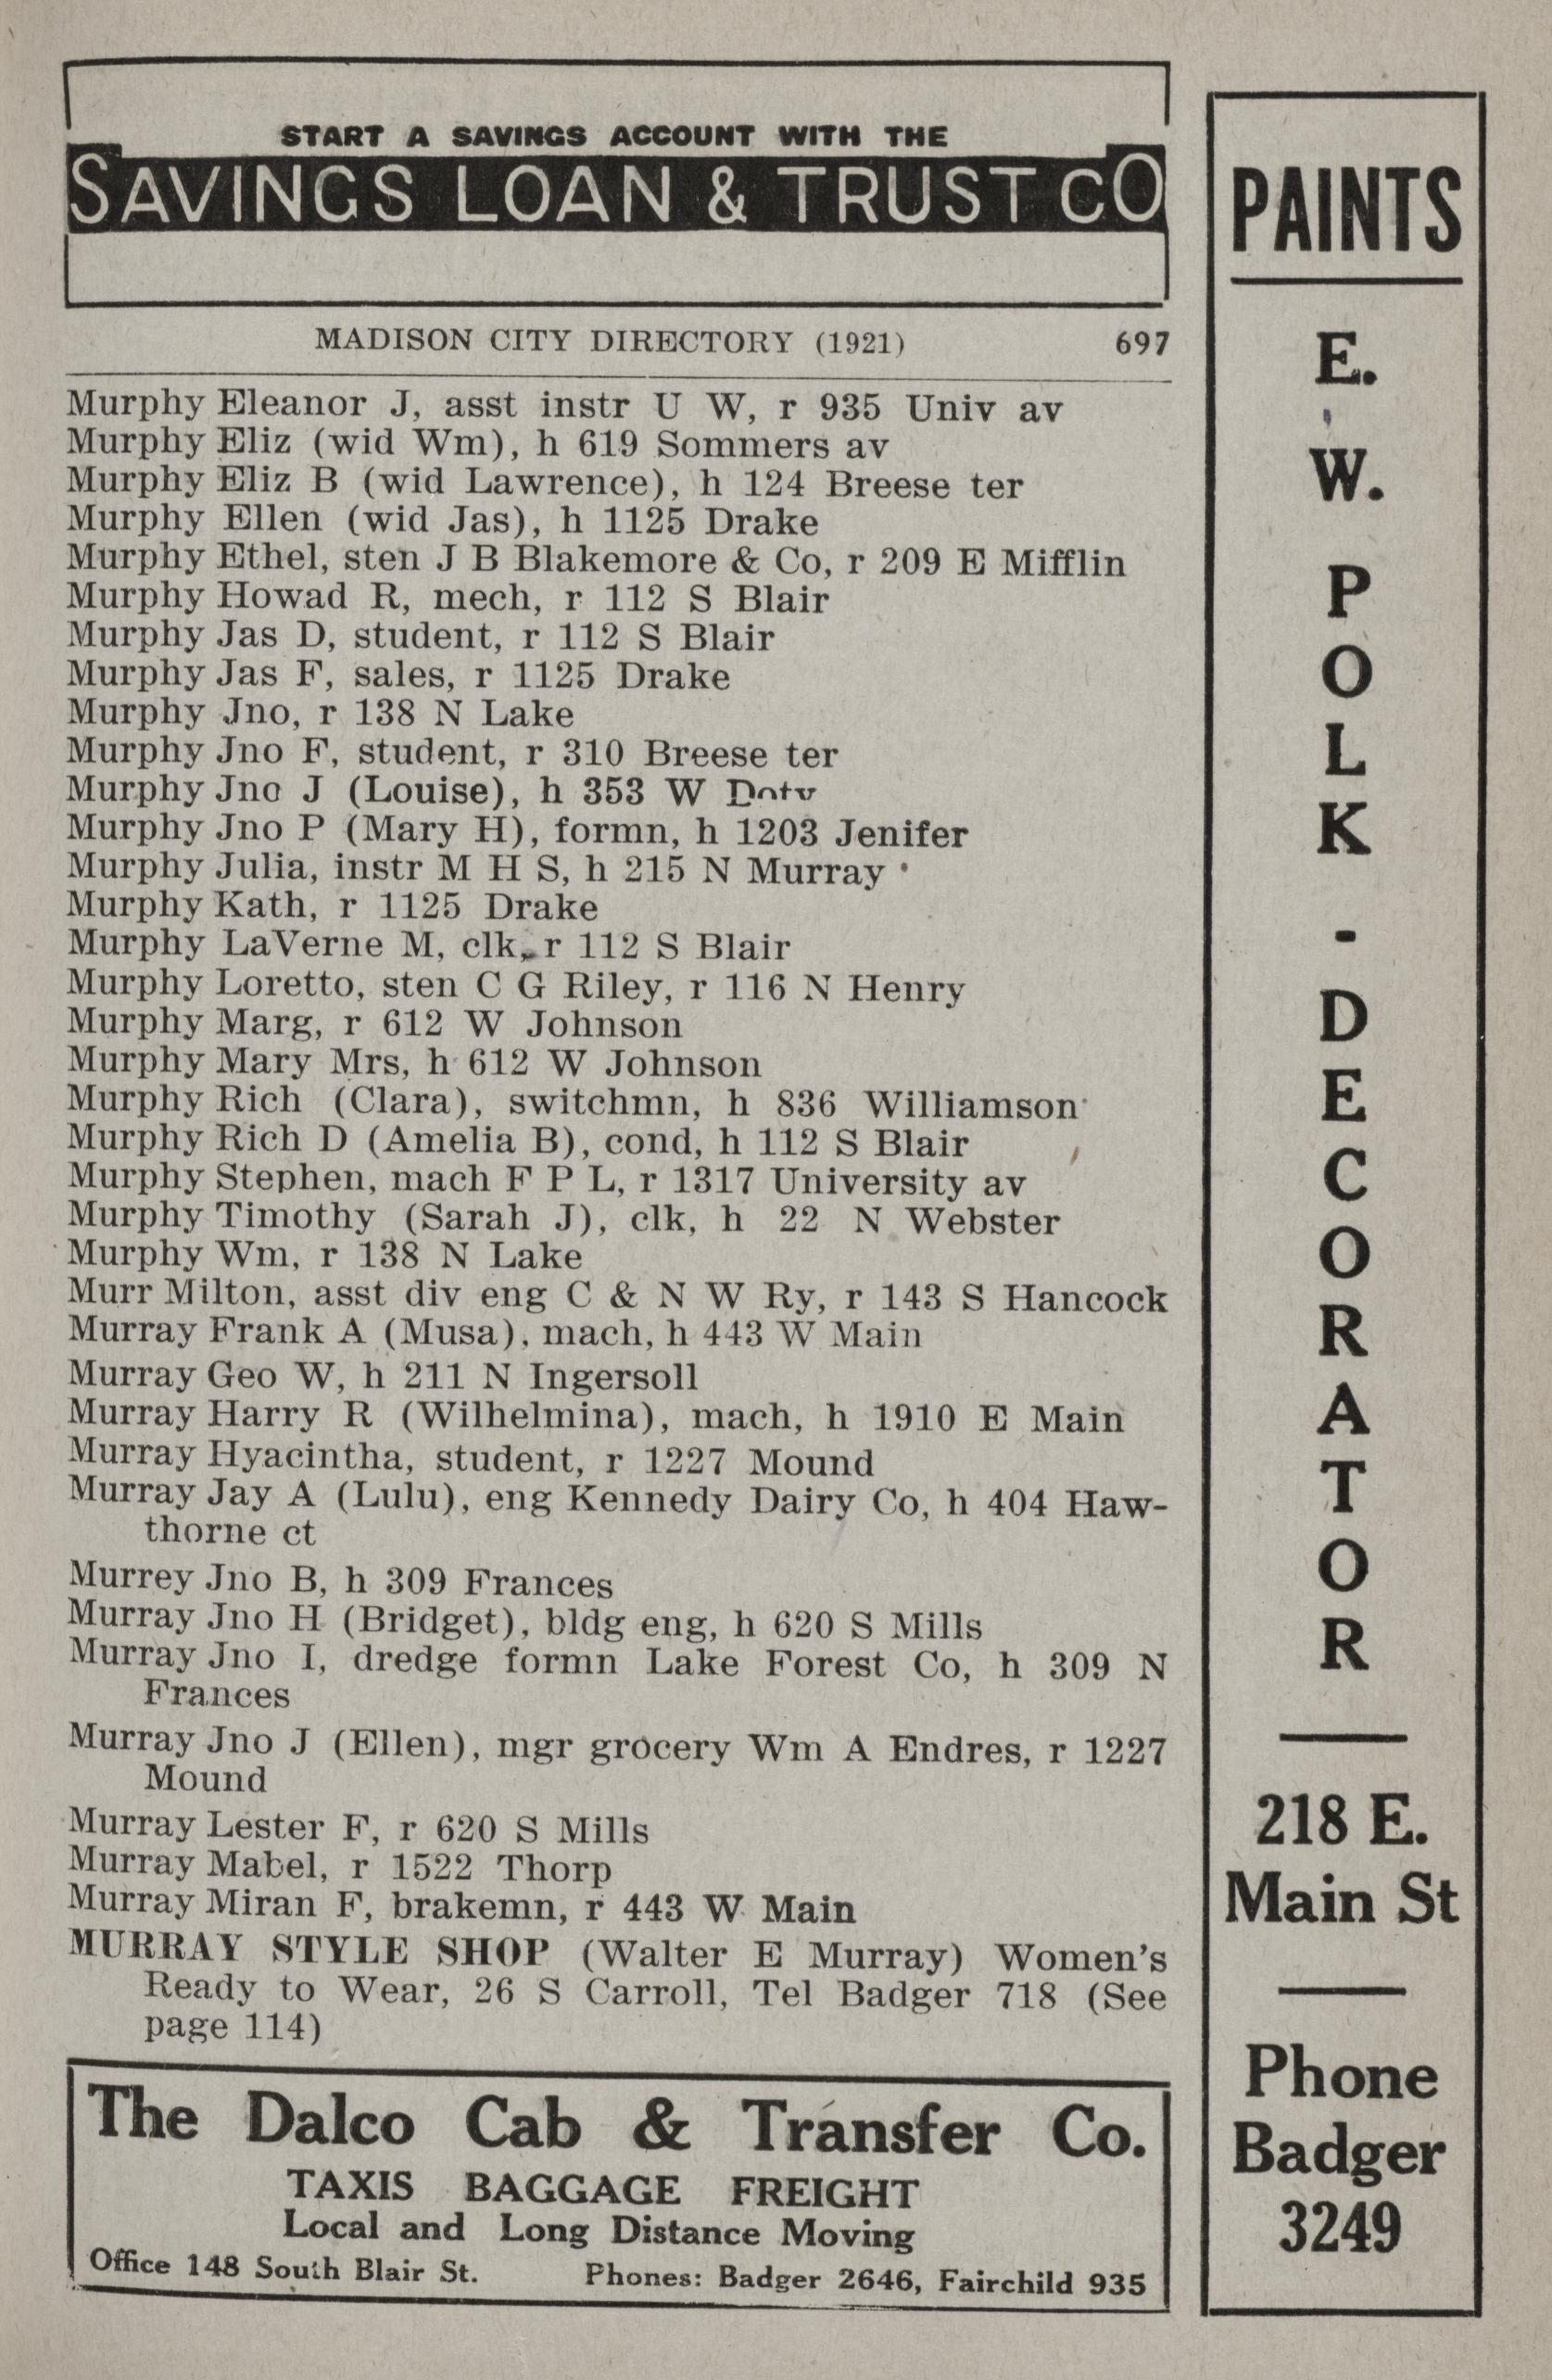 START A SAVINGS ACCOUNT WITH THE
SAVINGS LOAN & TRUST CO
MADISON CITY DIRECTORY (1921) 697
Murphy Eleanor J, asst instr U W, r 935 Univ av
Murphy Eliz (wid Wm), h 619 Sommers av
Murphy Eliz B (wid Lawrence), h 124 Breese ter
Murphy Ellen (wid Jas), h 1125 Drake
Murphy Ethel, sten J B Blakemore & Co, r 209 E Mifflin
Murphy Howad R, mech, r 112 S Blair
Murphy Jas D, student, r 112 S Blair
Murphy Jas F, sales, r 1125 Drake
Murphy Jno, r 138 N Lake
Murphy Jno F, student, r 310 Breese ter
Murphy Jno J (Louise), h 353 W Doty
Murphy Jno P (Mary H), formn, h 1203 Jenifer
Murphy Julia, instr M H S, h 215 N Murray
Murphy Kath, r 1125 Drake
Murphy LaVerne M, clk, r 112 S Blair
Murphy Loretto, sten C G Riley, r 116 N Henry
Murphy Marg, r 612 W Johnson
Murphy Mary Mrs, h 612 W Johnson
Murphy Rich (Clara), switchmn, h 836 Williamson
Murphy Rich D (Amelia B), cond, h 112 S Blair
Murphy Stephen, mach F P L, r 1317 University av
Murphy Timothy (Sarah J), clk, h 22 N Webster
Murphy Wm, r 138 N Lake
Murr Milton, asst div eng C & N W Ry, r 143 S Hancock
Murray Frank A (Musa), mach, h 443 W Main
Murray Geo W, h 211 N Ingersoll
Murray Harry R (Wilhelmina), mach, h 1910 E Main
Murray Hyacintha, student, r 1227 Mound
Murray Jay A (Lulu), eng Kennedy Dairy Co, h 404 Haw-
thorne ct
Murrey Jno B, h 309 Frances
Murray Jno H (Bridget), bldg eng, h 620 S Mills
Murray Jno I, dredge formn Lake Forest Co, h 309 N
Frances
Murray Jno J (Ellen), mgr grocery Wm A Endres, r 1227
Mound
Murray Lester F, r 620 S Mills
Murray Mabel, r 1522 Thorp
Murray Miran F, brakemn, r 443 W Main
MURRAY STYLE SHOP (Walter E Murray) Women's
Ready to Wear, 26 S Carroll, Tel Badger 718 (See
page 114)
The Dalco Cab & Transfer Co.
TAXIS BAGGAGE FREIGHT
Local and Long Distance Moving
Office 148 South Blair St. Phones: Badger 2646, Fairchild 935
PAINTS
E.
W.
P
O
L
K
-
D
E
C
O
R
A
T
O
R
218 E.
Main St
Phone
Badger
3249